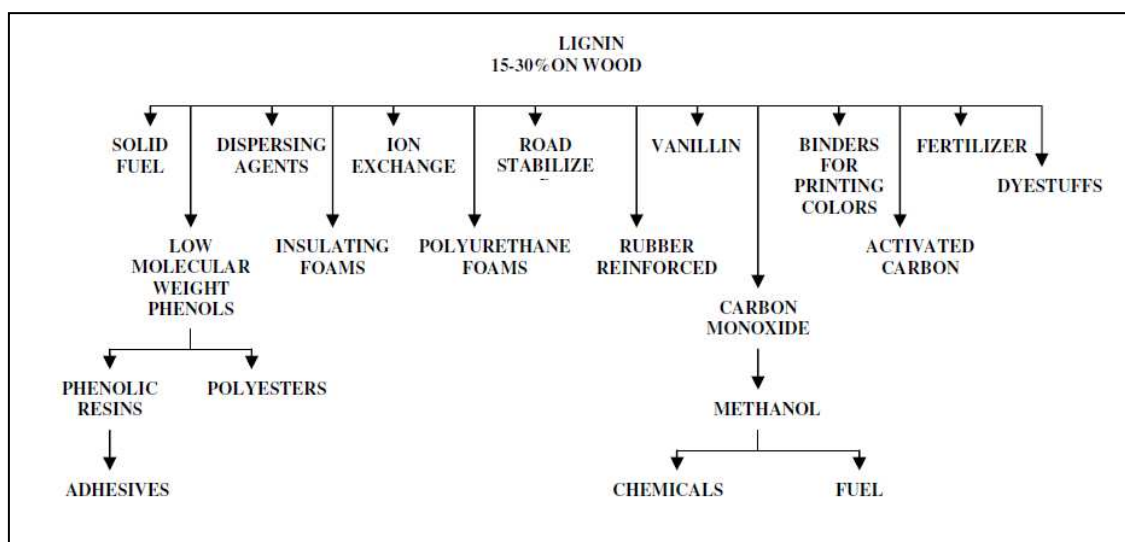 LIGNIN
15-30%ON WOOD
SOLID
FUEL
DISPERSING
AGENTS
ION
EXCHANGE
ROAD
STABILIZE
VANILLIN
BINDERS
FOR
PRINTING
COLORS
FERTILIZER
DYESTUFFS
LOW
MOLECULAR
WEIGHT
PHENOLS
INSULATING
FOAMS
POLYURETHANE
FOAMS
RUBBER
REINFORCED
ACTIVATED
CARBON
CARBON
MONOXIDE
PHENOLIC
RESINS
POLYESTERS
METHANOL
ADHESIVES
CHEMICALS
FUEL